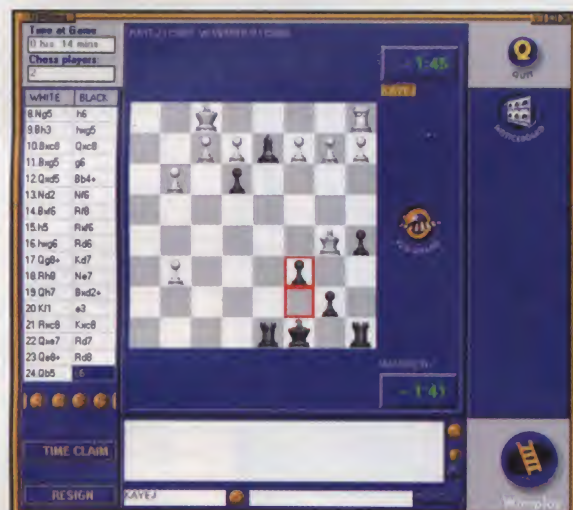 Time at Game
0 hrs 14 mins
Chess players
2
- 1:45
KAYEJ
QUIT
NOTICEBOARD
WHITE BLACK
8.Ng5 h6
9.Bh3 hxg5
10.Bxc8 Qxc8
11.Bxg5 g6
12.Qxd5 Bb4+
13.Nd2 Nf6
14.Bxf6 Rf8
15.h5 Rxf6
16.hxg6 Rd6
17.Qg8+ Kd7
18.Rh8 Ne7
19.Qh7 Bxd2+
20.Kf1 e3
21.Rxc8 Kxc8
22.Qxe7 Rd7
23.Qe8+ Rd8
24.Qb5
- 1:41
TIME CLAIM
RESIGN
KAYEJ
Wireplay